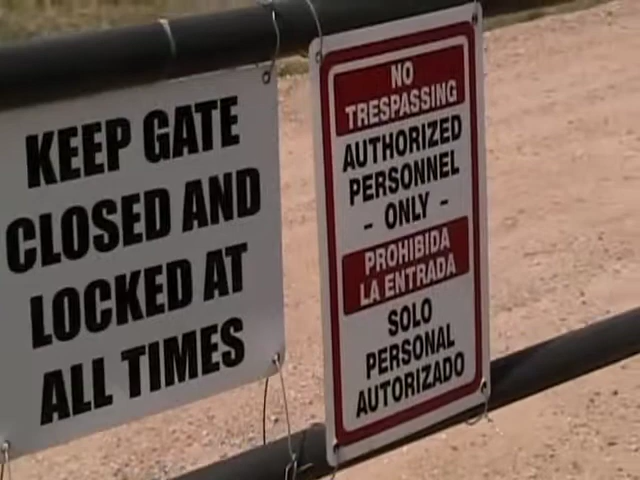 KEEP GATE
CLOSED AND
LOCKED AT
ALL TIMES
NO
TRESPASSING
AUTHORIZED
PERSONNEL
- ONLY -
PROHIBIDA
LA ENTRADA
SOLO
PERSONAL
AUTORIZADO